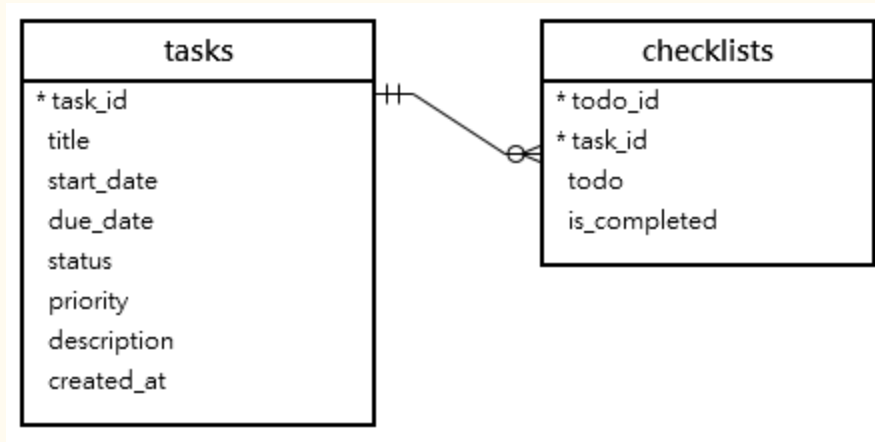 tasks
* task_id
title
start_date
due_date
status
priority
description
created_at
checklists
* todo_id
* task_id
todo
is_completed